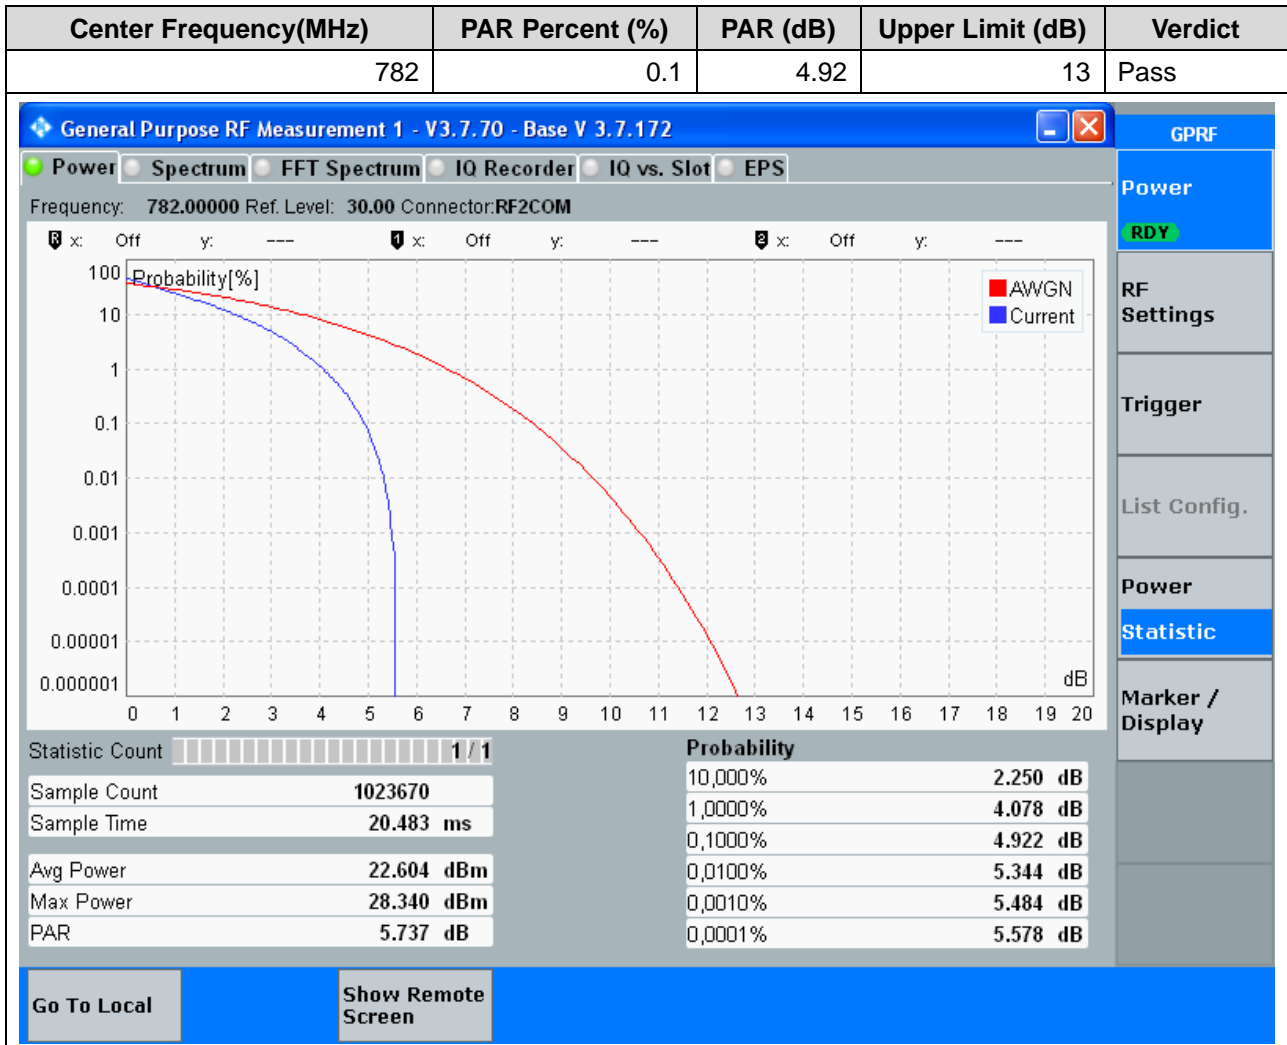 Center Frequency(MHz) PAR Percent (%) PAR (dB) Upper Limit (dB) Verdict
782 0.1 4.92 13 Pass
General Purpose RF Measurement 1 - V3.7.70 - Base V 3.7.172
GPRF
Power Spectrum FFT Spectrum IQ Recorder IQ vs. Slot EPS
Power
RDY
Frequency: 782.00000 Ref. Level: 30.00 Connector:RF2COM
R x: Off y: --- 1 x: Off y: --- 2 x: Off y: ---
Probability[%]
100
10
1
0.1
0.01
0.001
0.0001
0.00001
0.000001
AWGN
Current
dB
0 1 2 3 4 5 6 7 8 9 10 11 12 13 14 15 16 17 18 19 20
RF
Settings
Trigger
List Config.
Power
Statistic
Marker /
Display
Statistic Count 1 / 1
Sample Count 1023670
Sample Time 20.483 ms
Avg Power 22.604 dBm
Max Power 28.340 dBm
PAR 5.737 dB
Probability
10,000% 2.250 dB
1,0000% 4.078 dB
0,1000% 4.922 dB
0,0100% 5.344 dB
0,0010% 5.484 dB
0,0001% 5.578 dB
Go To Local
Show Remote
Screen